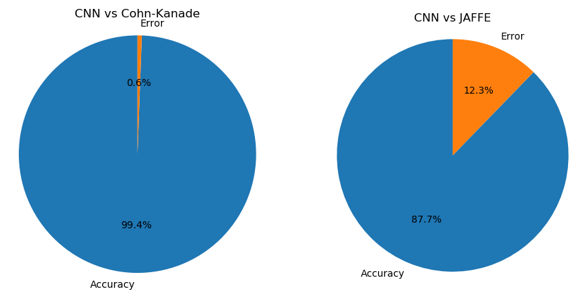 CNN vs Cohn-Kanade
Error
0.6%
99.4%
Accuracy
CNN vs JAFFE
Error
12.3%
87.7%
Accuracy